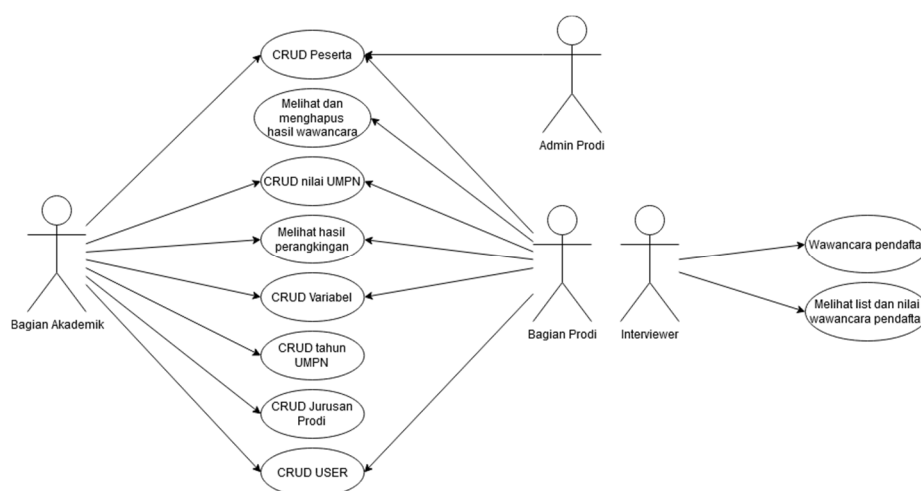 CRUD Peserta
Melihat dan
menghapus
hasil wawancara
Admin Prodi
CRUD nilai UMPN
Melihat hasil
perangkingan
Wawancara pendafta
Bagian Akademik
CRUD Variabel
Bagian Prodi
Interviewer
Melihat list dan nilai
wawancara pendafta
CRUD tahun
UMPN
CRUD Jurusan
Prodi
CRUD USER